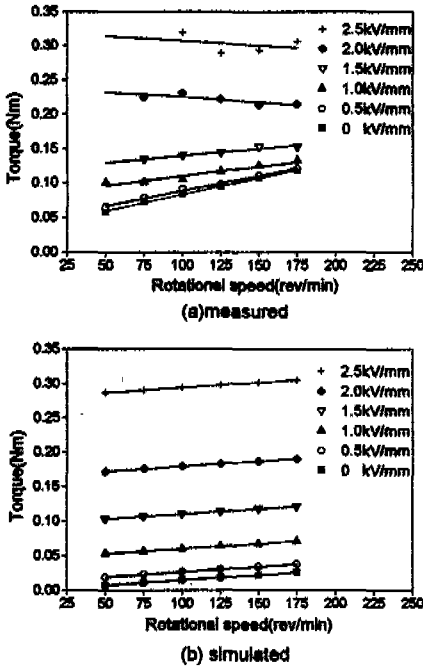 0.35
0.30
0.25
0.20
0.15
0.10
0.05
0.00
Torque(Nm)
+ 2.5kV/mm
2.0kV/mm
1.5kV/mm
1.0kV/mm
0.5kV/mm
0 kV/mm
25 50 75 100 125 150 175 200 225 250
Rotational speed(rev/min)
(a)measured
0.35
0.30
0.25
0.20
0.15
0.10
0.05
0.00
Torque(Nm)
+ 2.5kV/mm
2.0kV/mm
1.5kV/mm
1.0kV/mm
0.5kV/mm
0 kV/mm
25 50 75 100 125 150 175 200 225 250
Rotational speed(rev/min)
(b) simulated